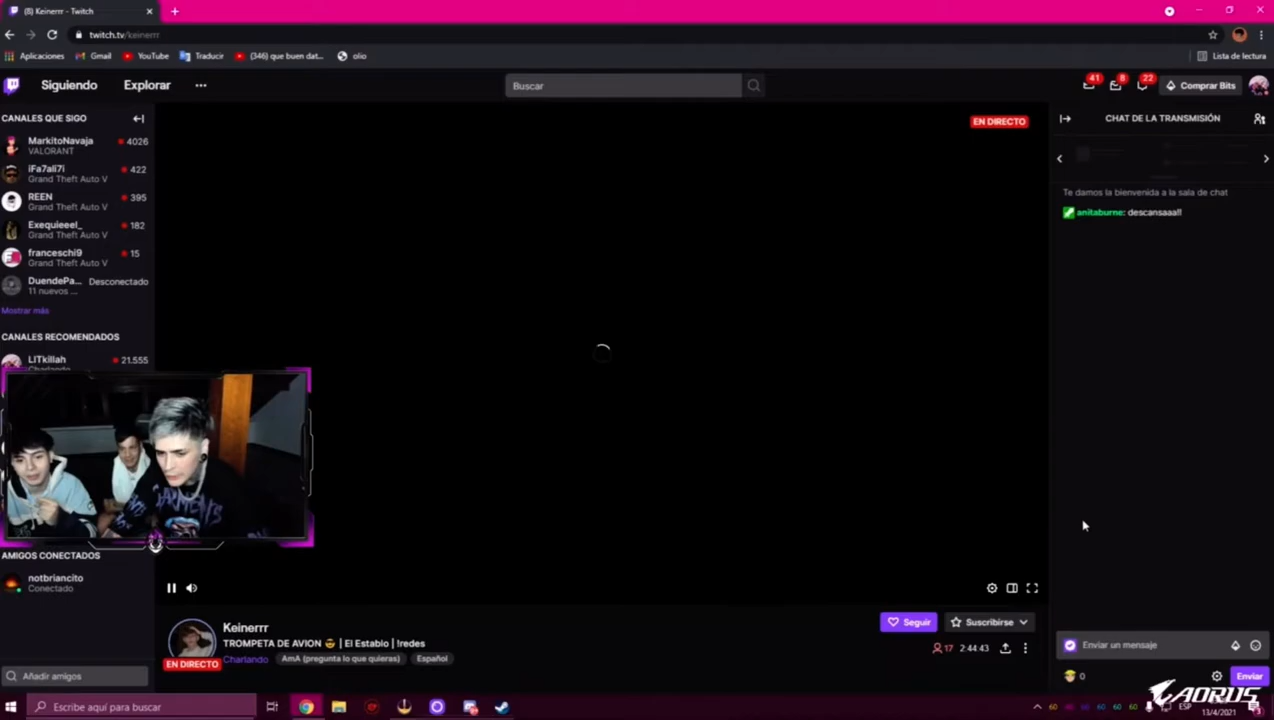 (8) Keinerrr - Twitch
twitch.tv/keinerrr
Aplicaciones
Gmail
YouTube
Traducir
(346) que buen dat...
olio
Lista de lectura
Siguiendo
Explorar
Buscar
41
8
22
Comprar Bits
CANALES QUE SIGO
MarkitoNavaja
4026
VALORANT
iFa7ali7i
422
Grand Theft Auto V
REEN
395
Grand Theft Auto V
Exequieeel_
182
Grand Theft Auto V
franceschi9
15
Grand Theft Auto V
DuendePa...
Desconectado
11 nuevos ...
Mostrar más
CANALES RECOMENDADOS
LITkillah
21.555
Charlando
AMIGOS CONECTADOS
notbriancito
Conectado
Añadir amigos
EN DIRECTO
Keinerrr
TROMPETA DE AVION 😎 | El Establo | !redes
EN DIRECTO
Charlando
AmA (pregunta lo que quieras)
Español
Seguir
Suscribirse
17
2:44:43
CHAT DE LA TRANSMISIÓN
Te damos la bienvenida a la sala de chat
anitaburne: descansaaa!!
Enviar un mensaje
0
Enviar
Escribe aquí para buscar
60
60
60
60
ESP
13/4/2021
AORUS